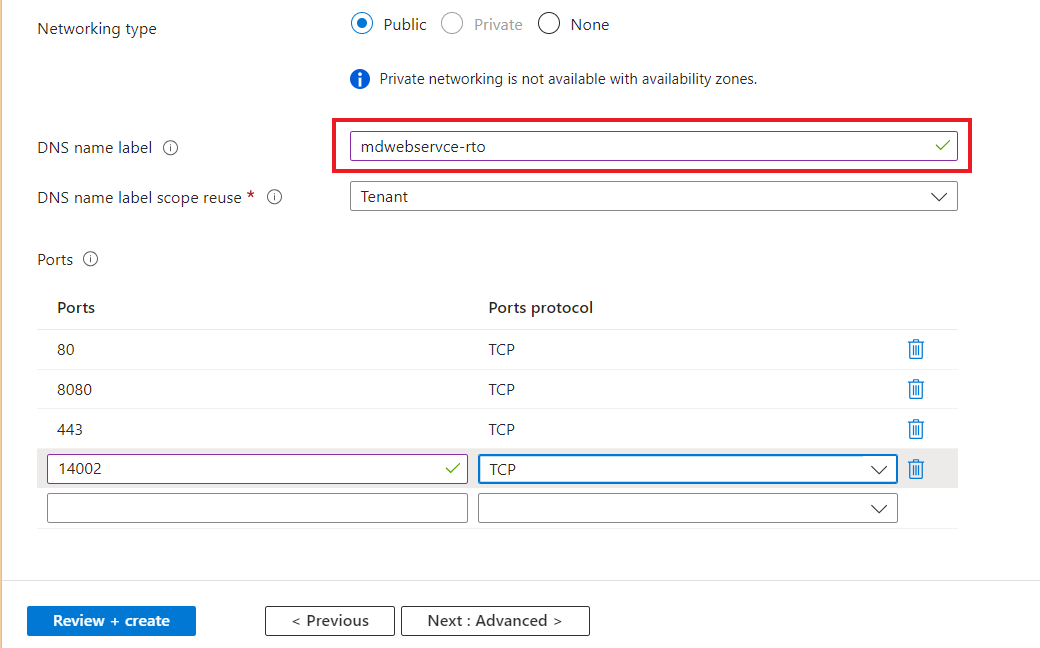 Networking type
Public Private None
Private networking is not available with availability zones.
DNS name label
mdwebservce-rto
DNS name label scope reuse *
Tenant
Ports
Ports Ports protocol
80 TCP
8080 TCP
443 TCP
14002 TCP
Review + create < Previous Next : Advanced >